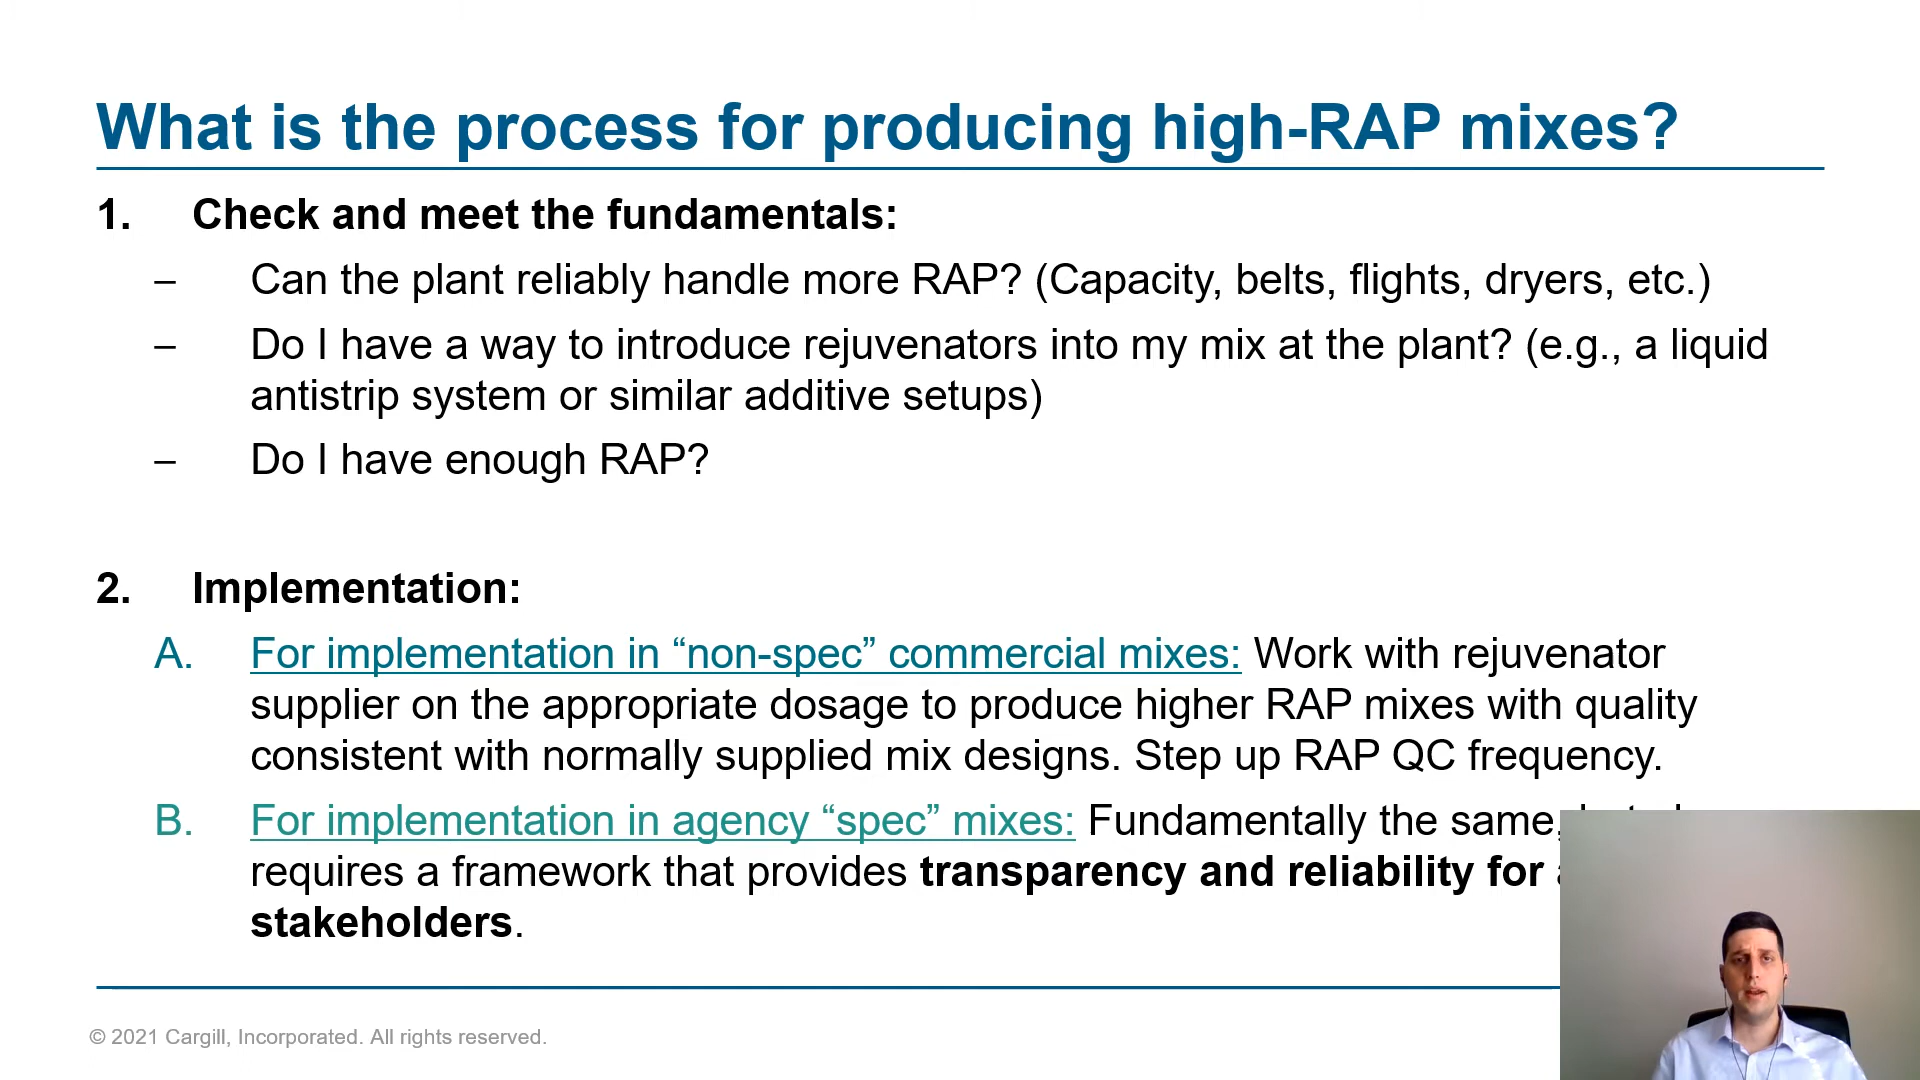 What is the process for producing high-RAP mixes?
1. Check and meet the fundamentals:
– Can the plant reliably handle more RAP? (Capacity, belts, flights, dryers, etc.)
– Do I have a way to introduce rejuvenators into my mix at the plant? (e.g., a liquid
antistrip system or similar additive setups)
– Do I have enough RAP?
2. Implementation:
A. For implementation in “non-spec” commercial mixes: Work with rejuvenator
supplier on the appropriate dosage to produce higher RAP mixes with quality
consistent with normally supplied mix designs. Step up RAP QC frequency.
B. For implementation in agency “spec” mixes: Fundamentally the same,
requires a framework that provides transparency and reliability for
stakeholders.
© 2021 Cargill, Incorporated. All rights reserved.